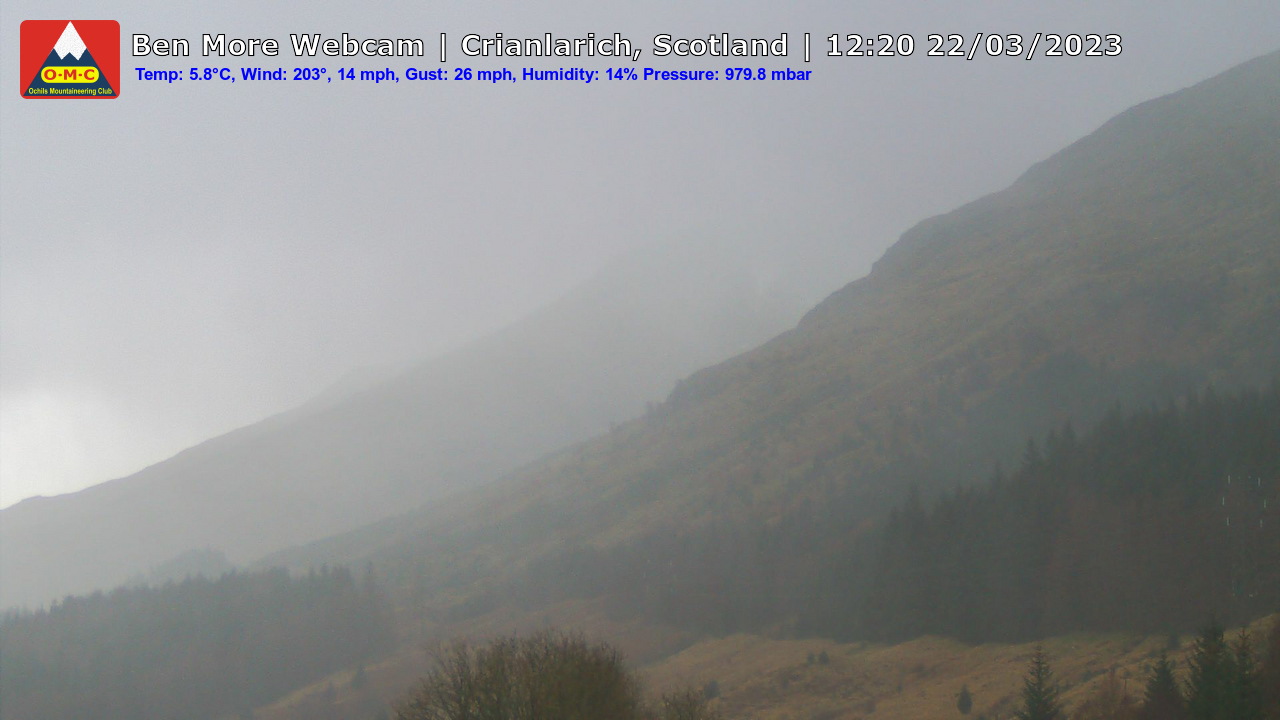 Ben More Webcam | Crianlarich, Scotland | 12:20 22/03/2023
Temp: 5.8°C, Wind: 203°, 14 mph, Gust: 26 mph, Humidity: 14% Pressure: 979.8 mbar
O·M·C
Ochils Mountaineering Club